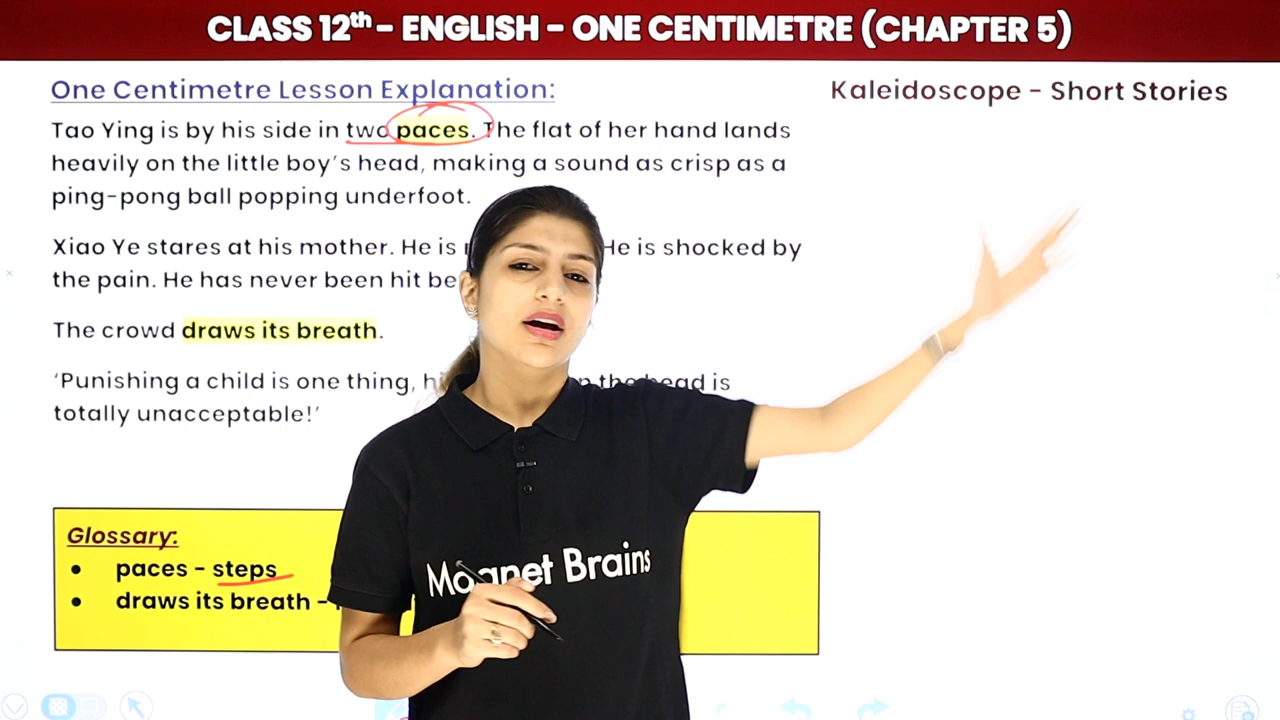 CLASS 12th - ENGLISH - ONE CENTIMETRE (CHAPTER 5)
One Centimetre Lesson Explanation:
Kaleidoscope - Short Stories
Tao Ying is by his side in two paces. The flat of her hand lands
heavily on the little boy's head, making a sound as crisp as a
ping-pong ball popping underfoot.
Xiao Ye stares at his mother. He is He is shocked by
the pain. He has never been hit
The crowd draws its breath.
'Punishing a child is one thing, the head is
totally unacceptable!'
Glossary:
• paces - steps
• draws its breath -
Magnet Brains